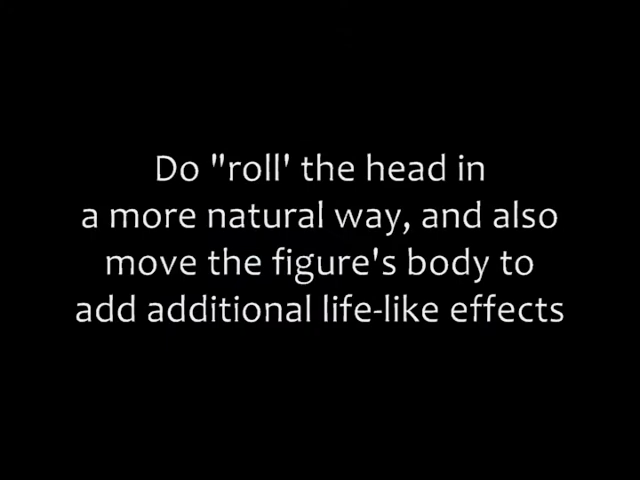 Do "roll' the head in
a more natural way, and also
move the figure's body to
add additional life-like effects